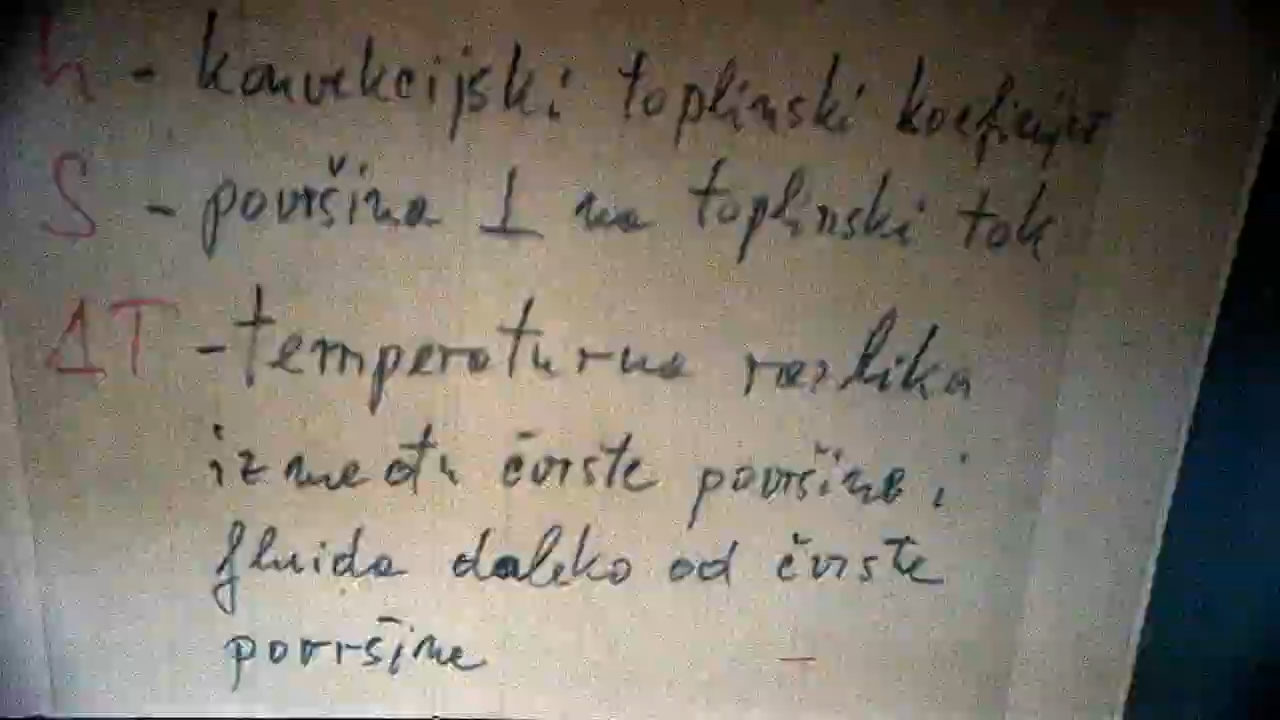 h - konvekcijski toplinski koeficijent
S - površina ⊥ na toplinski tok
ΔT - temperaturna razlika
između čvrste površine i
fluida daleko od čvrste
površine